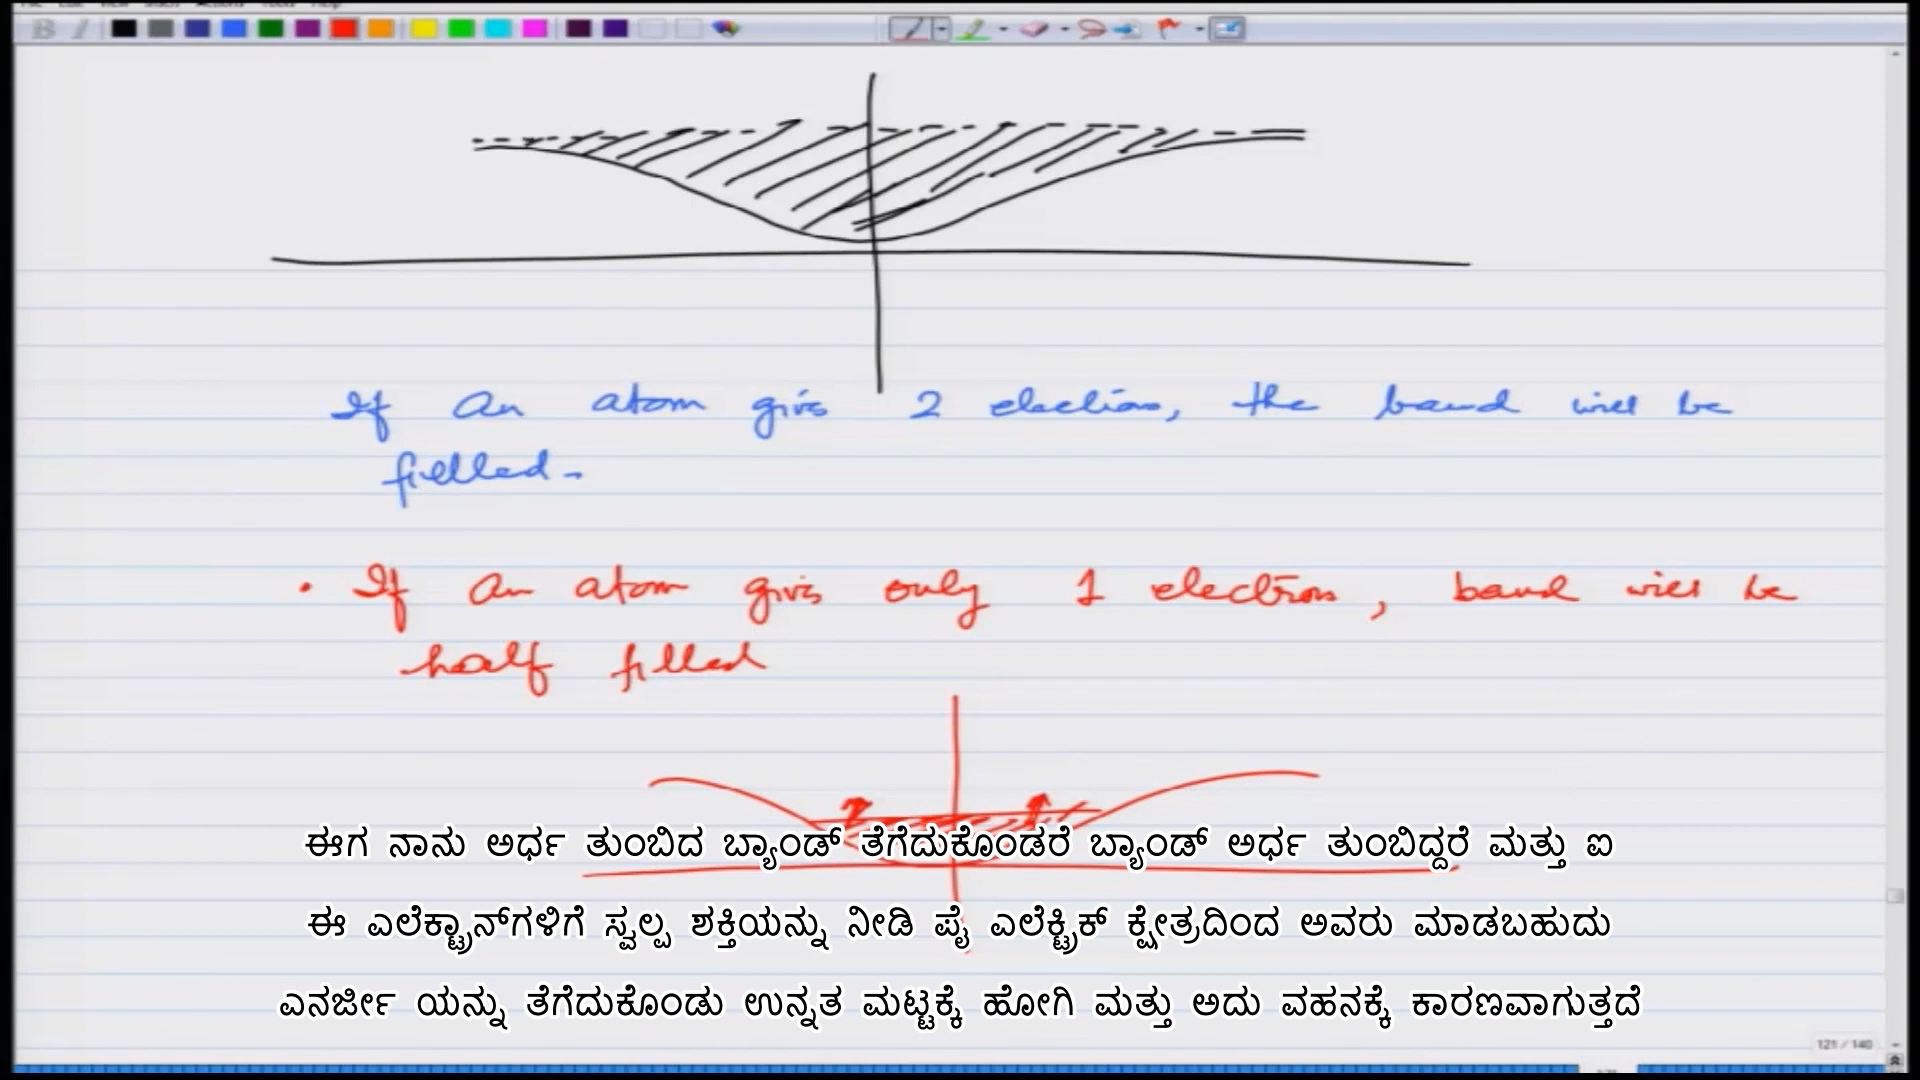 If an atom gives 2 electrons, the band will be
filled.
• If an atom gives only 1 electron, band will be
half filled
ಈಗ ನಾನು ಅರ್ಧ ತುಂಬಿದ ಬ್ಯಾಂಡ್ ತೆಗೆದುಕೊಂಡರೆ ಬ್ಯಾಂಡ್ ಅರ್ಧ ತುಂಬಿದ್ದರೆ ಮತ್ತು ಐ
ಈ ಎಲೆಕ್ಟ್ರಾನ್‌ಗಳಿಗೆ ಸ್ವಲ್ಪ ಶಕ್ತಿಯನ್ನು ನೀಡಿ ಪೈ ಎಲೆಕ್ಟ್ರಿಕ್ ಕ್ಷೇತ್ರದಿಂದ ಅವರು ಮಾಡಬಹುದು
ಎನರ್ಜೀ ಯನ್ನು ತೆಗೆದುಕೊಂಡು ಉನ್ನತ ಮಟ್ಟಕ್ಕೆ ಹೋಗಿ ಮತ್ತು ಅದು ವಹನಕ್ಕೆ ಕಾರಣವಾಗುತ್ತದೆ
121 / 140